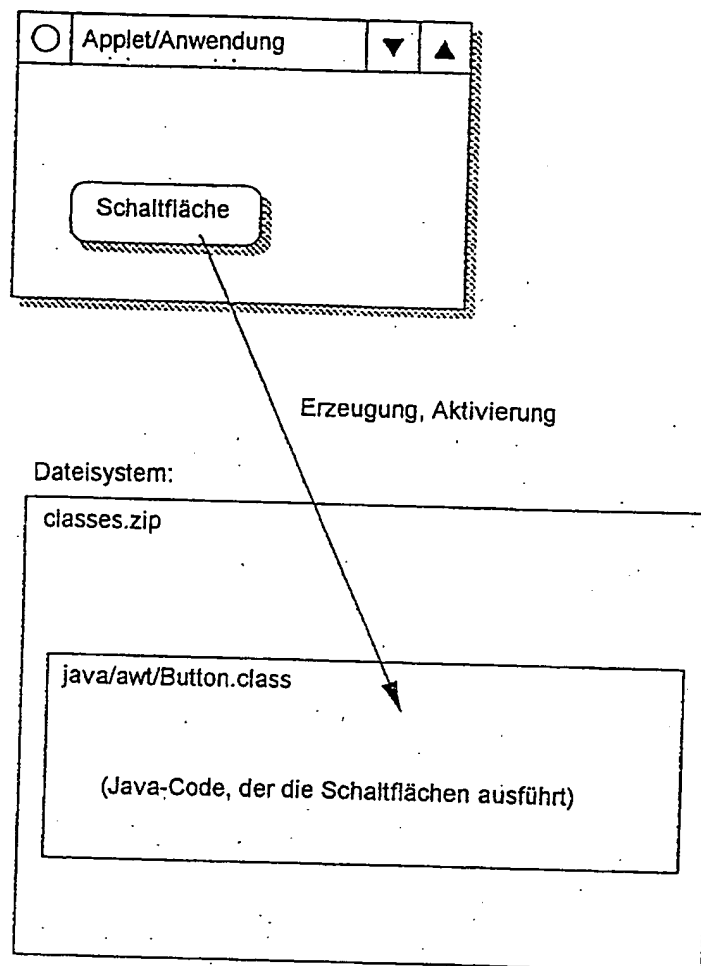 Applet/Anwendung
Schaltfläche
Erzeugung, Aktivierung
Dateisystem:
classes.zip
java/awt/Button.class
(Java-Code, der die Schaltflächen ausführt)